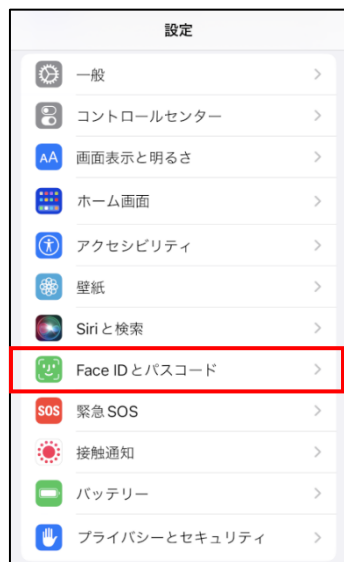 設定
一般
コントロールセンター
AA 画面表示と明るさ
ホーム画面
アクセシビリティ
壁紙
Siriと検索
Face IDとパスコード
SOS 緊急SOS
接触通知
バッテリー
プライバシーとセキュリティ